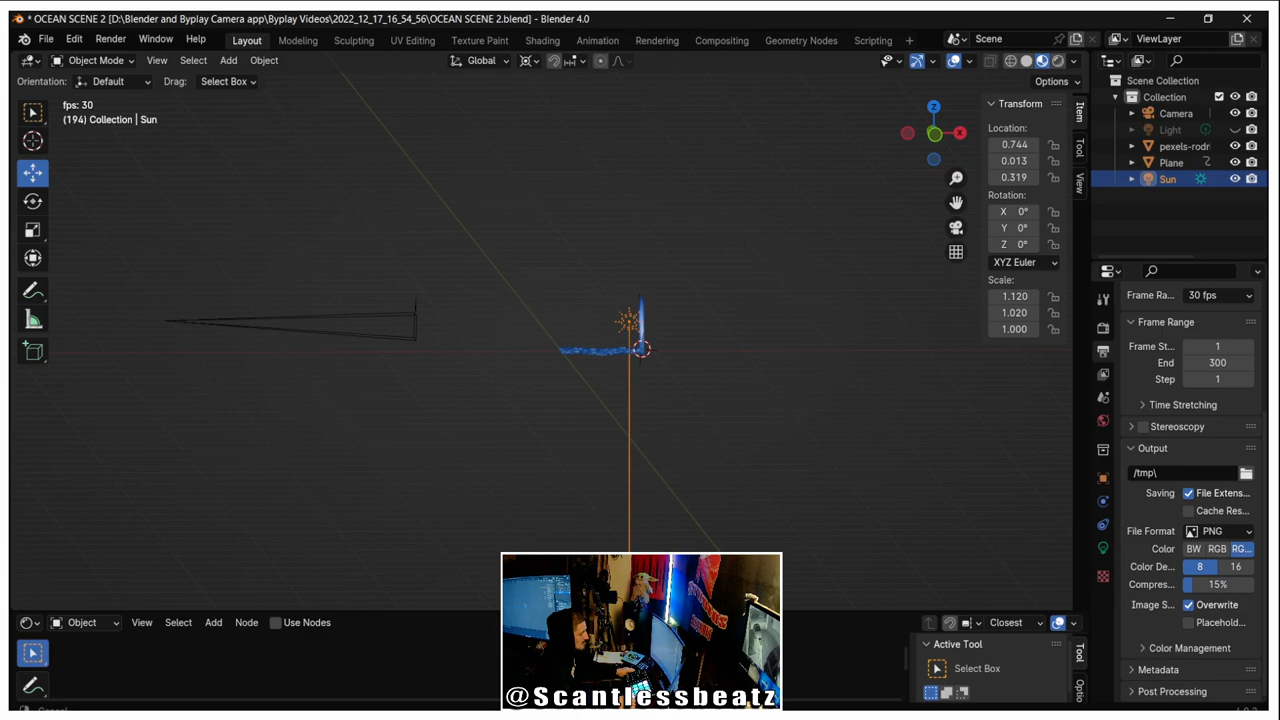 * OCEAN SCENE 2 [D:\Blender and Byplay Camera app\Byplay Videos\2022_12_17_16_54_56\OCEAN SCENE 2.blend] - Blender 4.0
File Edit Render Window Help Layout Modeling Sculpting UV Editing Texture Paint Shading Animation Rendering Compositing Geometry Nodes Scripting + Scene ViewLayer
Object Mode View Select Add Object Global
Orientation: Default Drag: Select Box Options
fps: 30
(194) Collection | Sun
Transform
Location:
0.744
0.013
0.319
Rotation:
X 0°
Y 0°
Z 0°
XYZ Euler
Scale:
1.120
1.020
1.000
Item
Tool
View
Z
X
Scene Collection
Collection
Camera
Light
pexels-rodr
Plane
Sun
Frame Ra... 30 fps
Frame Range
Frame St... 1
End 300
Step 1
Time Stretching
Stereoscopy
Output
/tmp\
Saving File Extens...
Cache Res...
File Format PNG
Color BW RGB RG...
Color De... 8 16
Compres... 15%
Image S... Overwrite
Placehold...
Color Management
Metadata
Post Processing
Object View Select Add Node Use Nodes Closest
Active Tool
Select Box
Tool
Optio
@Scantlessbeatz